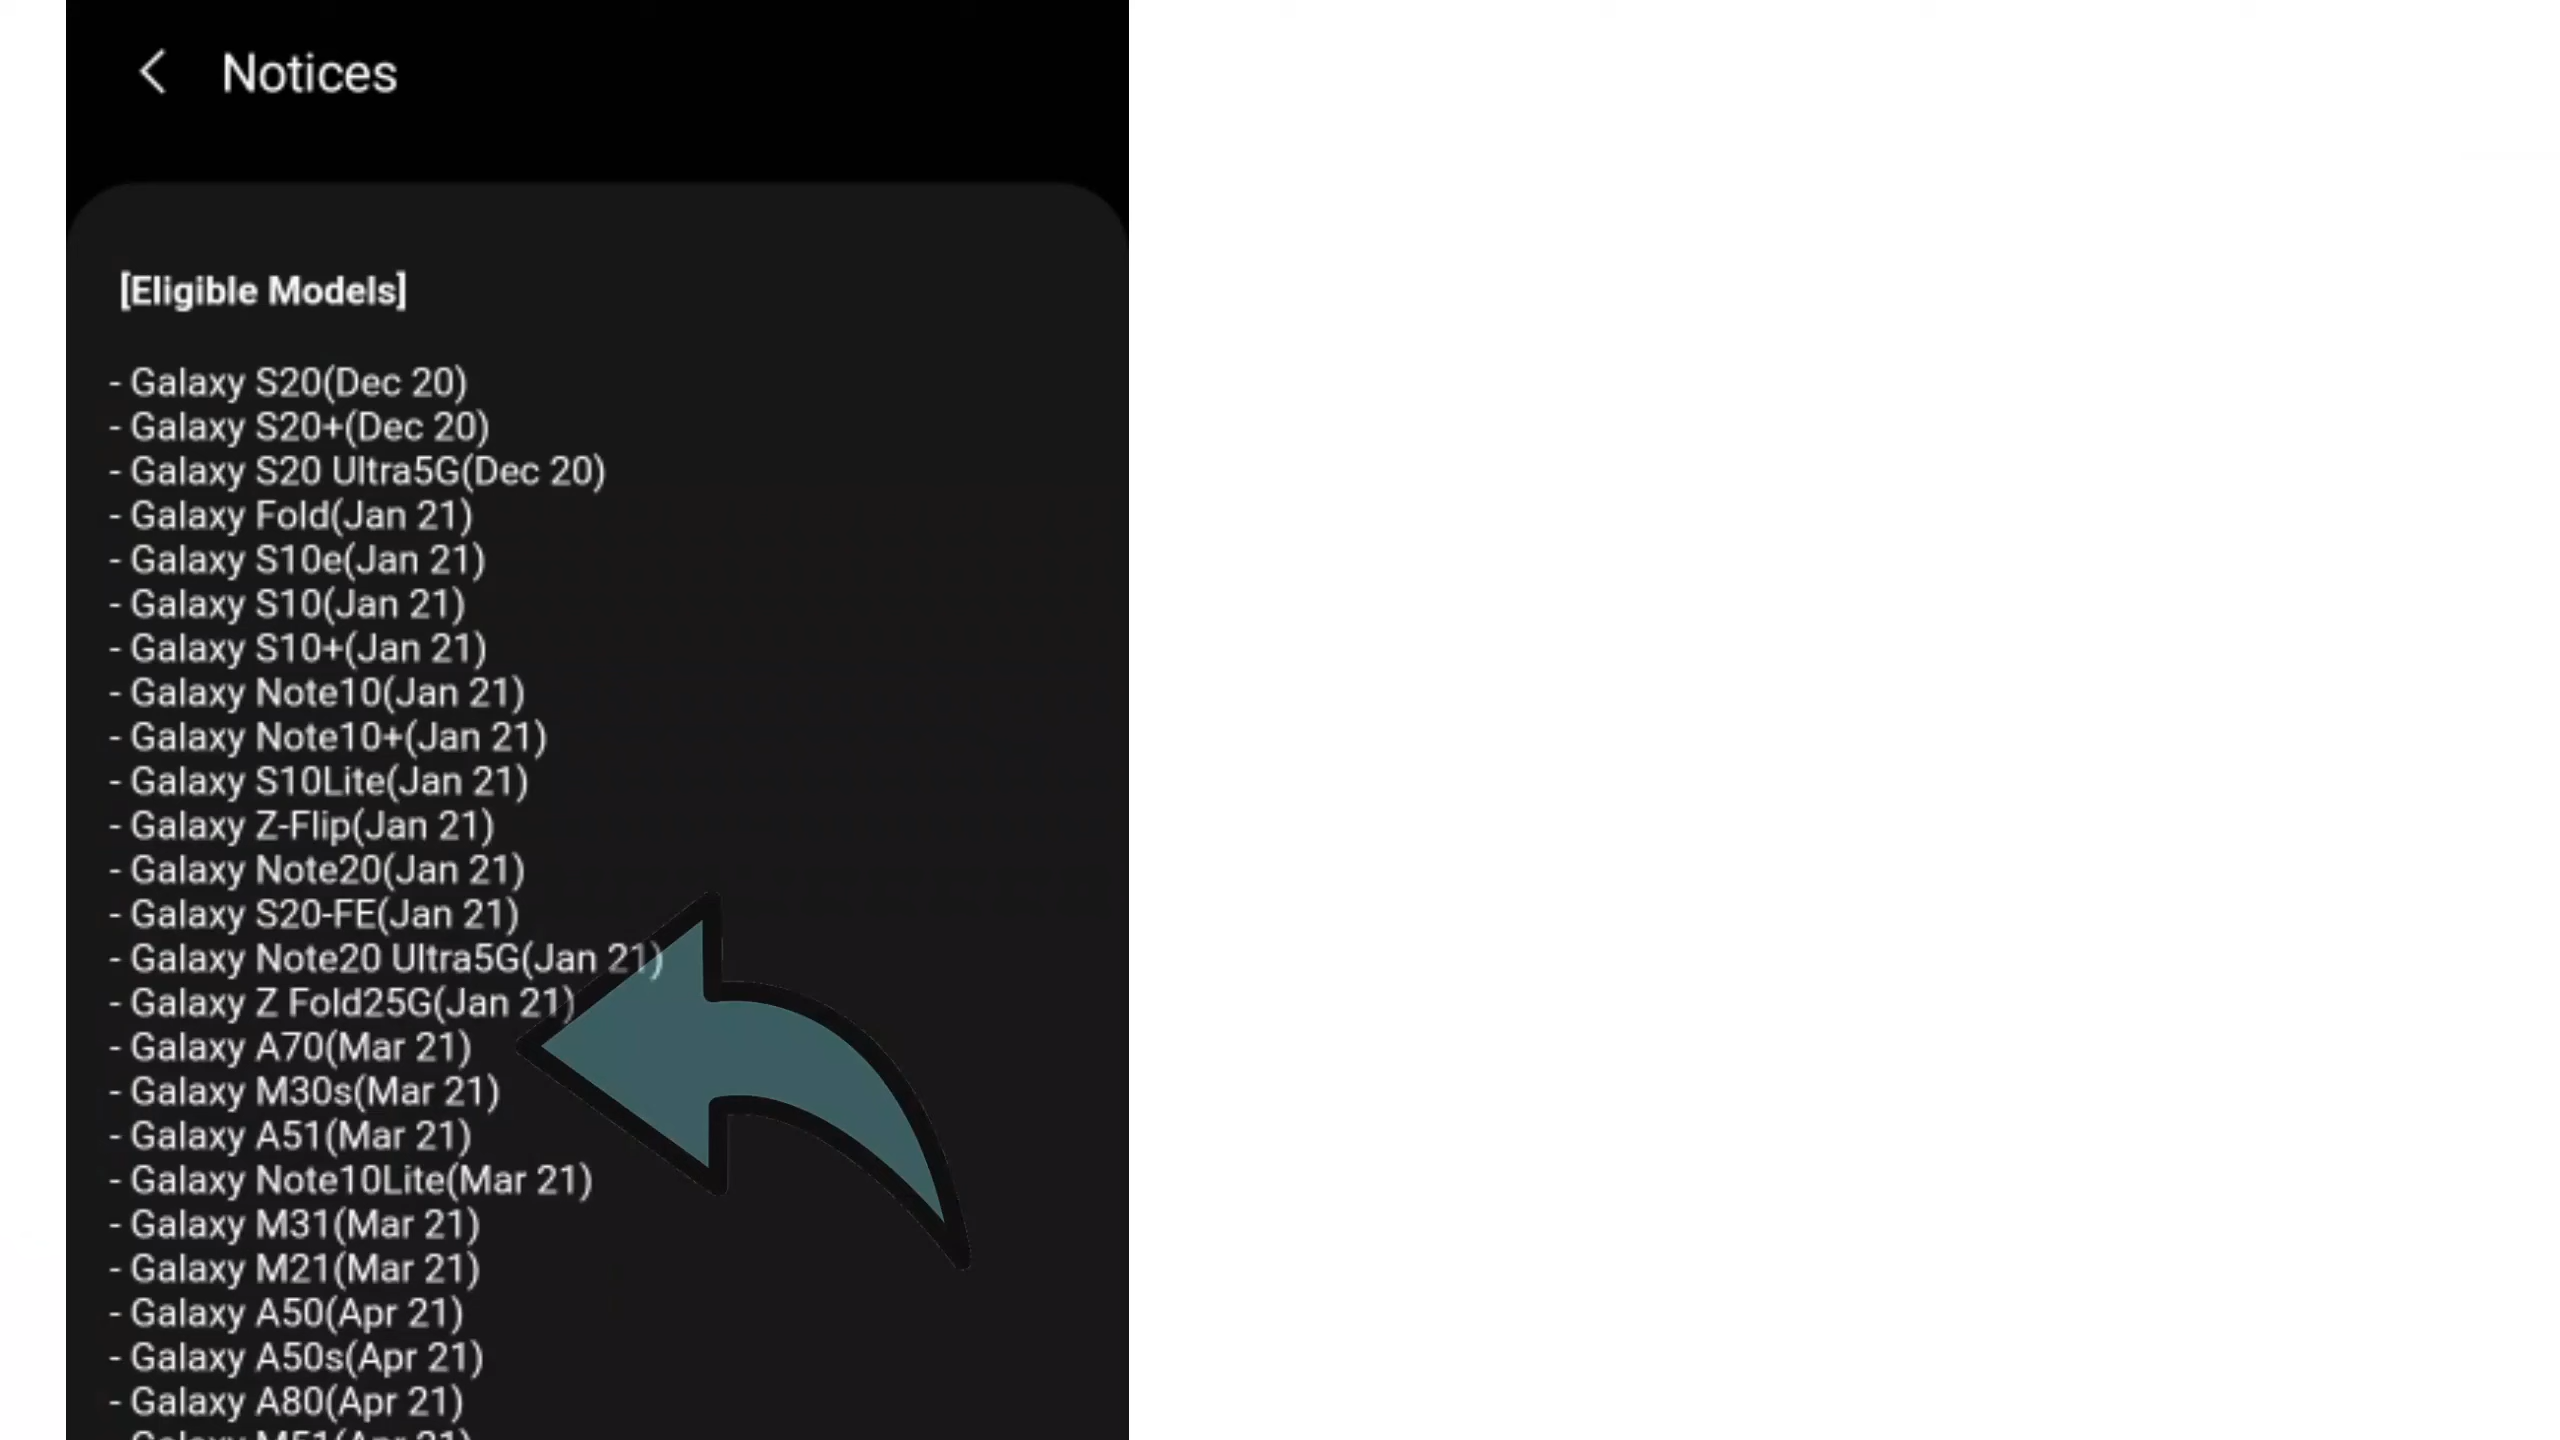 Notices
[Eligible Models]
- Galaxy S20(Dec 20)
- Galaxy S20+(Dec 20)
- Galaxy S20 Ultra5G(Dec 20)
- Galaxy Fold(Jan 21)
- Galaxy S10e(Jan 21)
- Galaxy S10(Jan 21)
- Galaxy S10+(Jan 21)
- Galaxy Note10(Jan 21)
- Galaxy Note10+(Jan 21)
- Galaxy S10Lite(Jan 21)
- Galaxy Z-Flip(Jan 21)
- Galaxy Note20(Jan 21)
- Galaxy S20-FE(Jan 21)
- Galaxy Note20 Ultra5G(Jan 21)
- Galaxy Z Fold25G(Jan 21)
- Galaxy A70(Mar 21)
- Galaxy M30s(Mar 21)
- Galaxy A51(Mar 21)
- Galaxy Note10Lite(Mar 21)
- Galaxy M31(Mar 21)
- Galaxy M21(Mar 21)
- Galaxy A50(Apr 21)
- Galaxy A50s(Apr 21)
- Galaxy A80(Apr 21)
Galaxy M51(Apr 21)